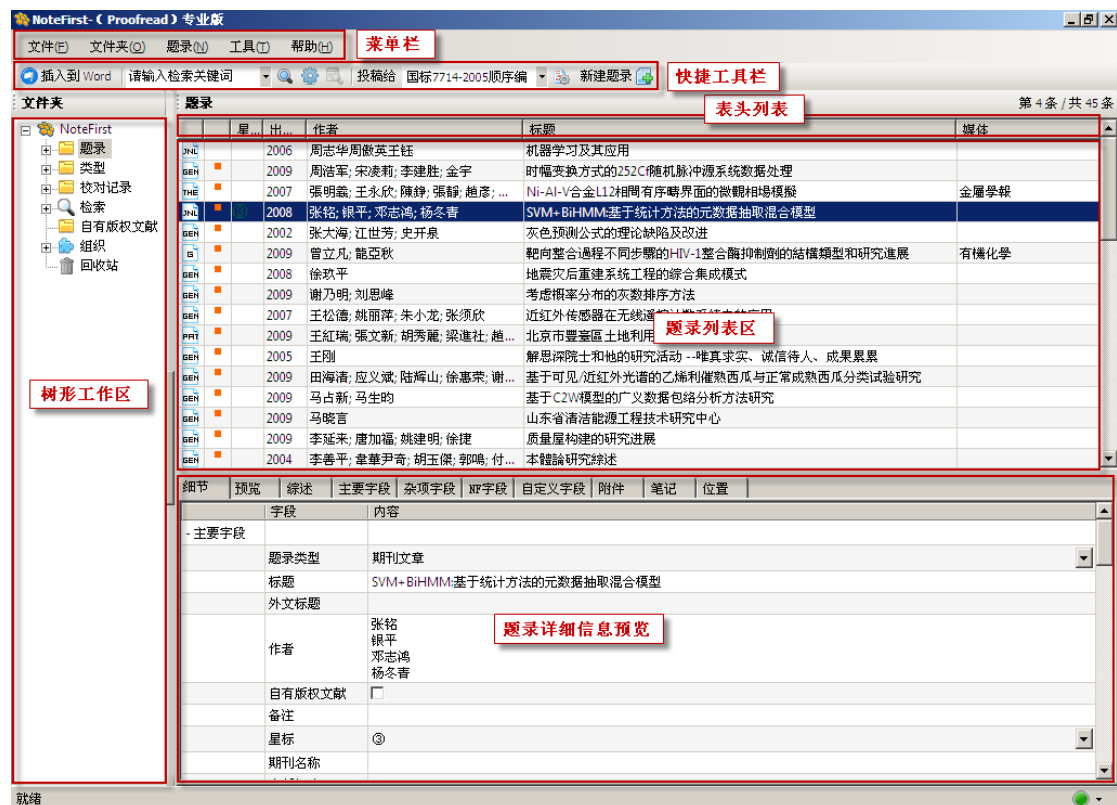 NoteFirst-( Proofread ) 专业版
文件(F) 文件夹(O) 题录(N) 工具(T) 帮助(H) 菜单栏
插入到 Word 请输入检索关键词 投稿给 国标7714-2005顺序编 新建题录 快捷工具栏
文件夹 题录 第 4 条 / 共 45 条
表头列表
星... 出... 作者 标题 媒体
NoteFirst
题录
类型
校对记录
检索
自有版权文献
组织
回收站
树形工作区
JNL 2006 周志华周傲英王钰 机器学习及其应用
GEN 2009 周浩军; 宋凌莉; 李建胜; 金宇 时幅变换方式的252Cf随机脉冲源系统数据处理
THE 2007 張明義; 王永欣; 陳錚; 張靜; 趙彥; ... Ni-Al-V合金L12相間有序疇界面的微觀相場模擬 金屬學報
JNL ③ 2008 张铭; 银平; 邓志鸿; 杨冬青 SVM+BiHMM:基于统计方法的元数据抽取混合模型
GEN 2002 张大海; 江世芳; 史开泉 灰色预测公式的理论缺陷及改进
G 2009 曾立凡; 龍亞秋 靶向整合過程不同步驟的HIV-1整合酶抑制劑的結構類型和研究進展 有機化學
GEN 2008 徐玖平 地震灾后重建系统工程的综合集成模式
GEN 2009 谢乃明; 刘思峰 考虑概率分布的灰数排序方法
GEN 2007 王松德; 姚丽萍; 朱小龙; 张须欣 近红外传感器在无线
PAT 2009 王紅瑞; 張文新; 胡秀麗; 梁進社; 趙... 北京市豐臺區土地利用
题录列表区
GEN 2005 王刚 解思深院士和他的研究活动 --唯真求实、诚信待人、成果累累
GEN 2009 田海清; 应义斌; 陆辉山; 徐惠荣; 谢... 基于可见/近红外光谱的乙烯利催熟西瓜与正常成熟西瓜分类试验研究
GEN 2009 马占新; 马生昀 基于C2W模型的广义数据包络分析方法研究
GEN 2009 马晓言 山东省清洁能源工程技术研究中心
GEN 2009 李延来; 唐加福; 姚建明; 徐捷 质量屋构建的研究进展
GEN 2004 李善平; 韋華尹奇; 胡玉傑; 郭鳴; 付... 本體論研究綜述
细节 预览 综述 主要字段 杂项字段 NF字段 自定义字段 附件 笔记 位置
字段 内容
- 主要字段
题录类型 期刊文章
标题 SVM+BiHMM:基于统计方法的元数据抽取混合模型
外文标题
作者
张铭
银平
邓志鸿
杨冬青
题录详细信息预览
自有版权文献
备注
星标 ③
期刊名称
就绪